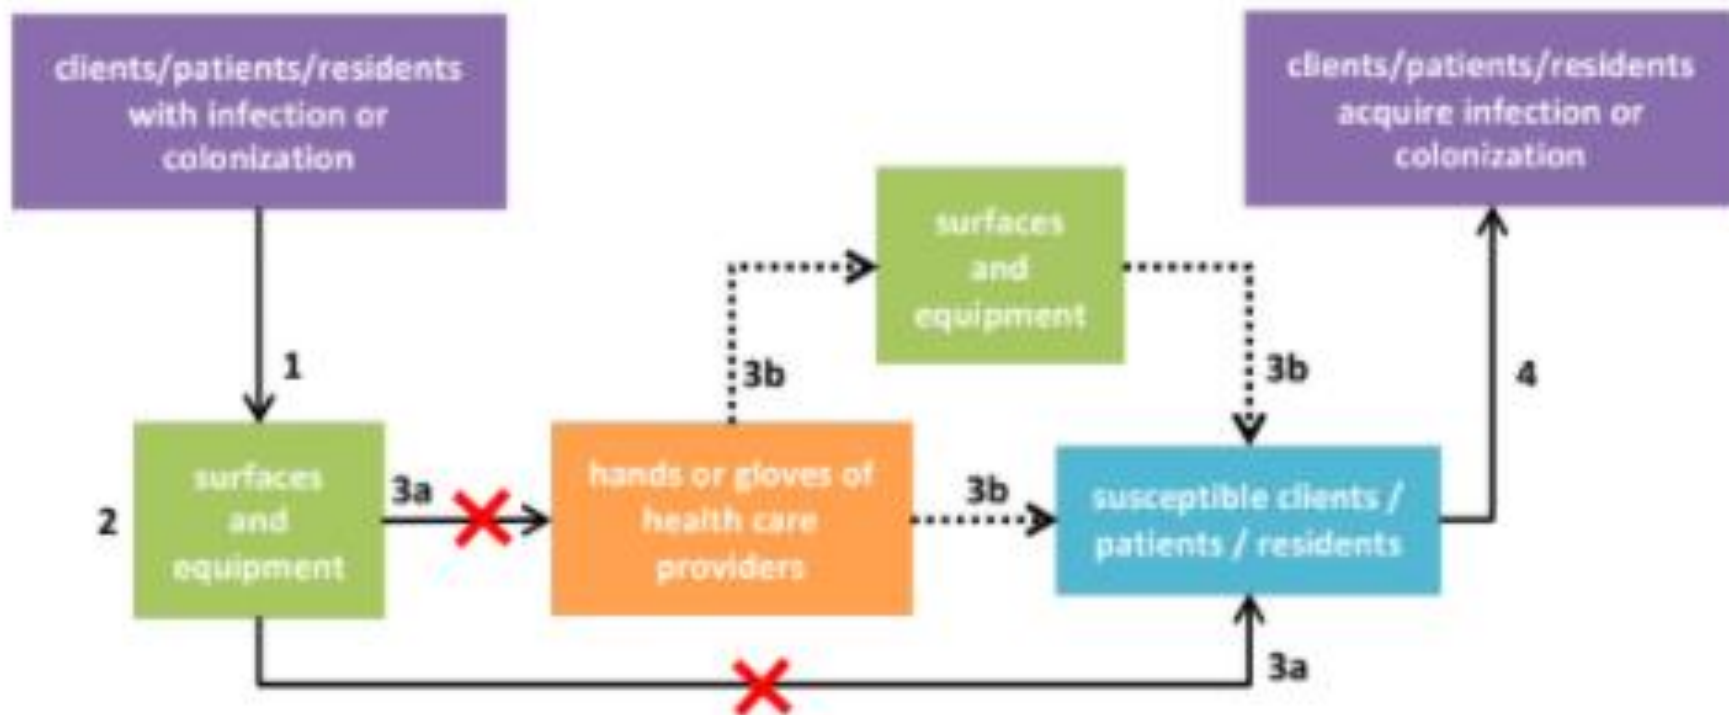 clients/patients/residents
with infection or
colonization
clients/patients/residents
acquire infection or
colonization
surfaces
and
equipment
1
3b
3b
4
2
surfaces
and
equipment
3a
hands or gloves of
health care
providers
3b
susceptible clients /
patients / residents
3a